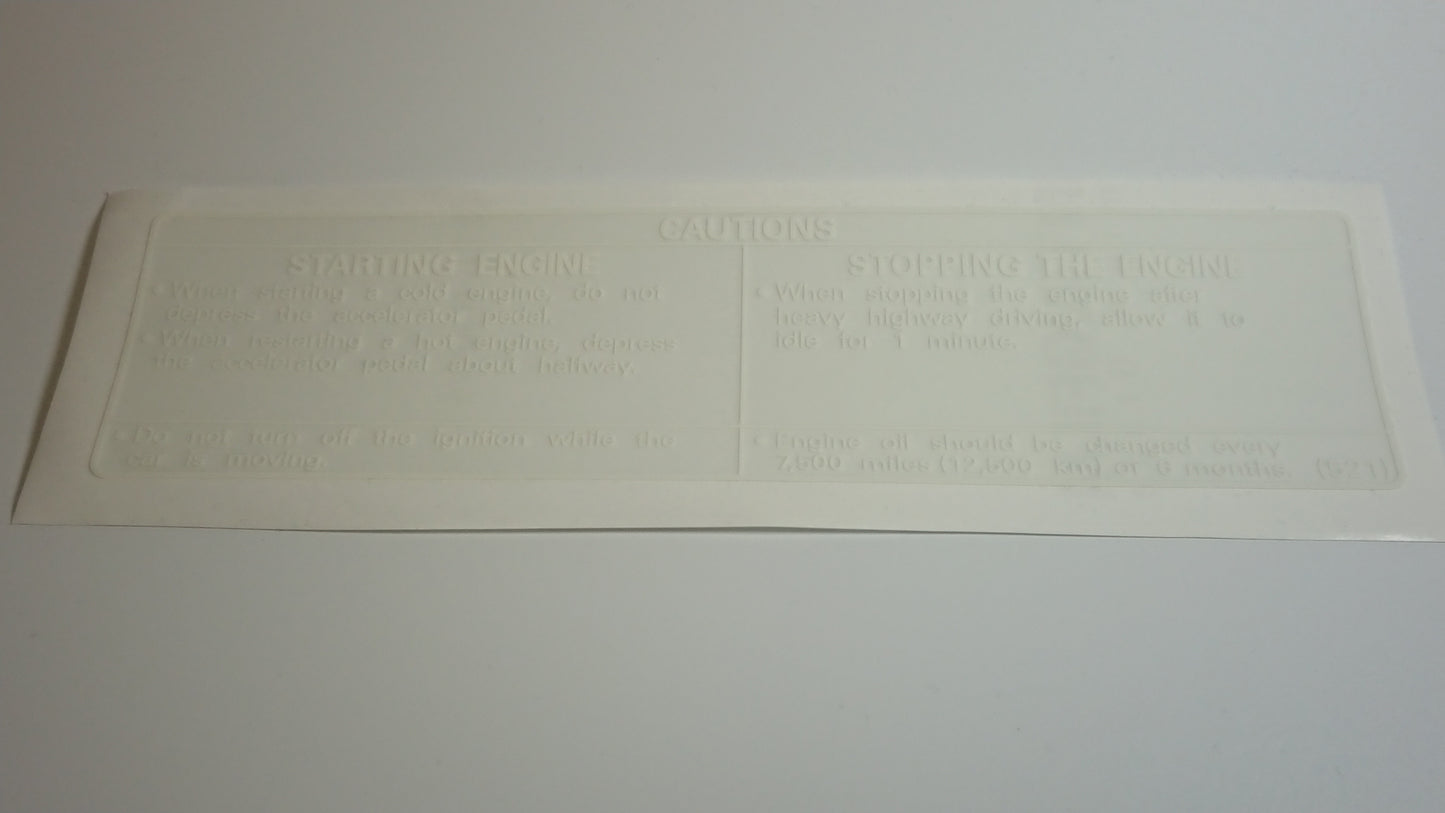 CAUTIONS
STARTING ENGINE
• When starting a cold engine, do not
depress the accelerator pedal.
• When restarting a hot engine, depress
the accelerator pedal about halfway.
• Do not turn off the ignition while the
car is moving.
STOPPING THE ENGINE
• When stopping the engine after
heavy highway driving, allow it to
idle for 1 minute.
• Engine oil should be changed every
7,500 miles (12,500 km) or 6 months. (521)